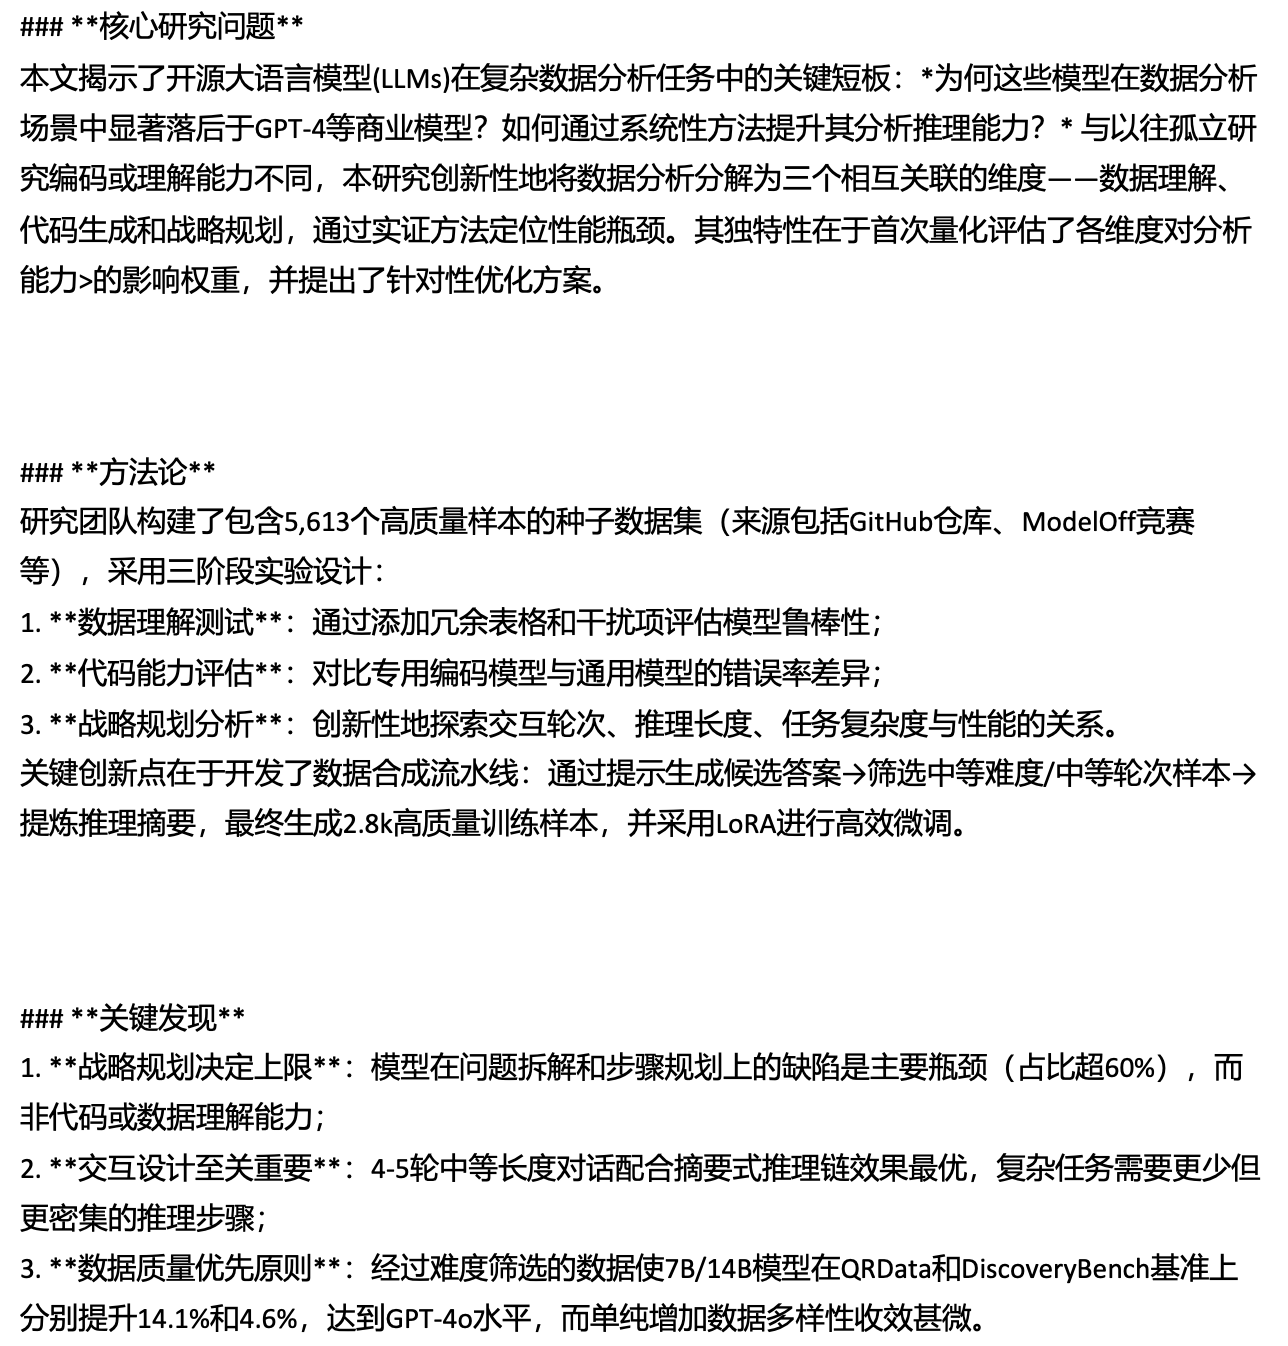 ### **核心研究问题**
本文揭示了开源大语言模型(LLMs)在复杂数据分析任务中的关键短板：*为何这些模型在数据分析
场景中显著落后于GPT-4等商业模型？如何通过系统性方法提升其分析推理能力？* 与以往孤立研
究编码或理解能力不同，本研究创新性地将数据分析分解为三个相互关联的维度——数据理解、
代码生成和战略规划，通过实证方法定位性能瓶颈。其独特性在于首次量化评估了各维度对分析
能力>的影响权重，并提出了针对性优化方案。
### **方法论**
研究团队构建了包含5,613个高质量样本的种子数据集（来源包括GitHub仓库、ModelOff竞赛
等），采用三阶段实验设计：
1. **数据理解测试**：通过添加冗余表格和干扰项评估模型鲁棒性；
2. **代码能力评估**：对比专用编码模型与通用模型的错误率差异；
3. **战略规划分析**：创新性地探索交互轮次、推理长度、任务复杂度与性能的关系。
关键创新点在于开发了数据合成流水线：通过提示生成候选答案→筛选中等难度/中等轮次样本→
提炼推理摘要，最终生成2.8k高质量训练样本，并采用LoRA进行高效微调。
### **关键发现**
1. **战略规划决定上限**：模型在问题拆解和步骤规划上的缺陷是主要瓶颈（占比超60%），而
非代码或数据理解能力；
2. **交互设计至关重要**：4-5轮中等长度对话配合摘要式推理链效果最优，复杂任务需要更少但
更密集的推理步骤；
3. **数据质量优先原则**：经过难度筛选的数据使7B/14B模型在QRData和DiscoveryBench基准上
分别提升14.1%和4.6%，达到GPT-4o水平，而单纯增加数据多样性收效甚微。